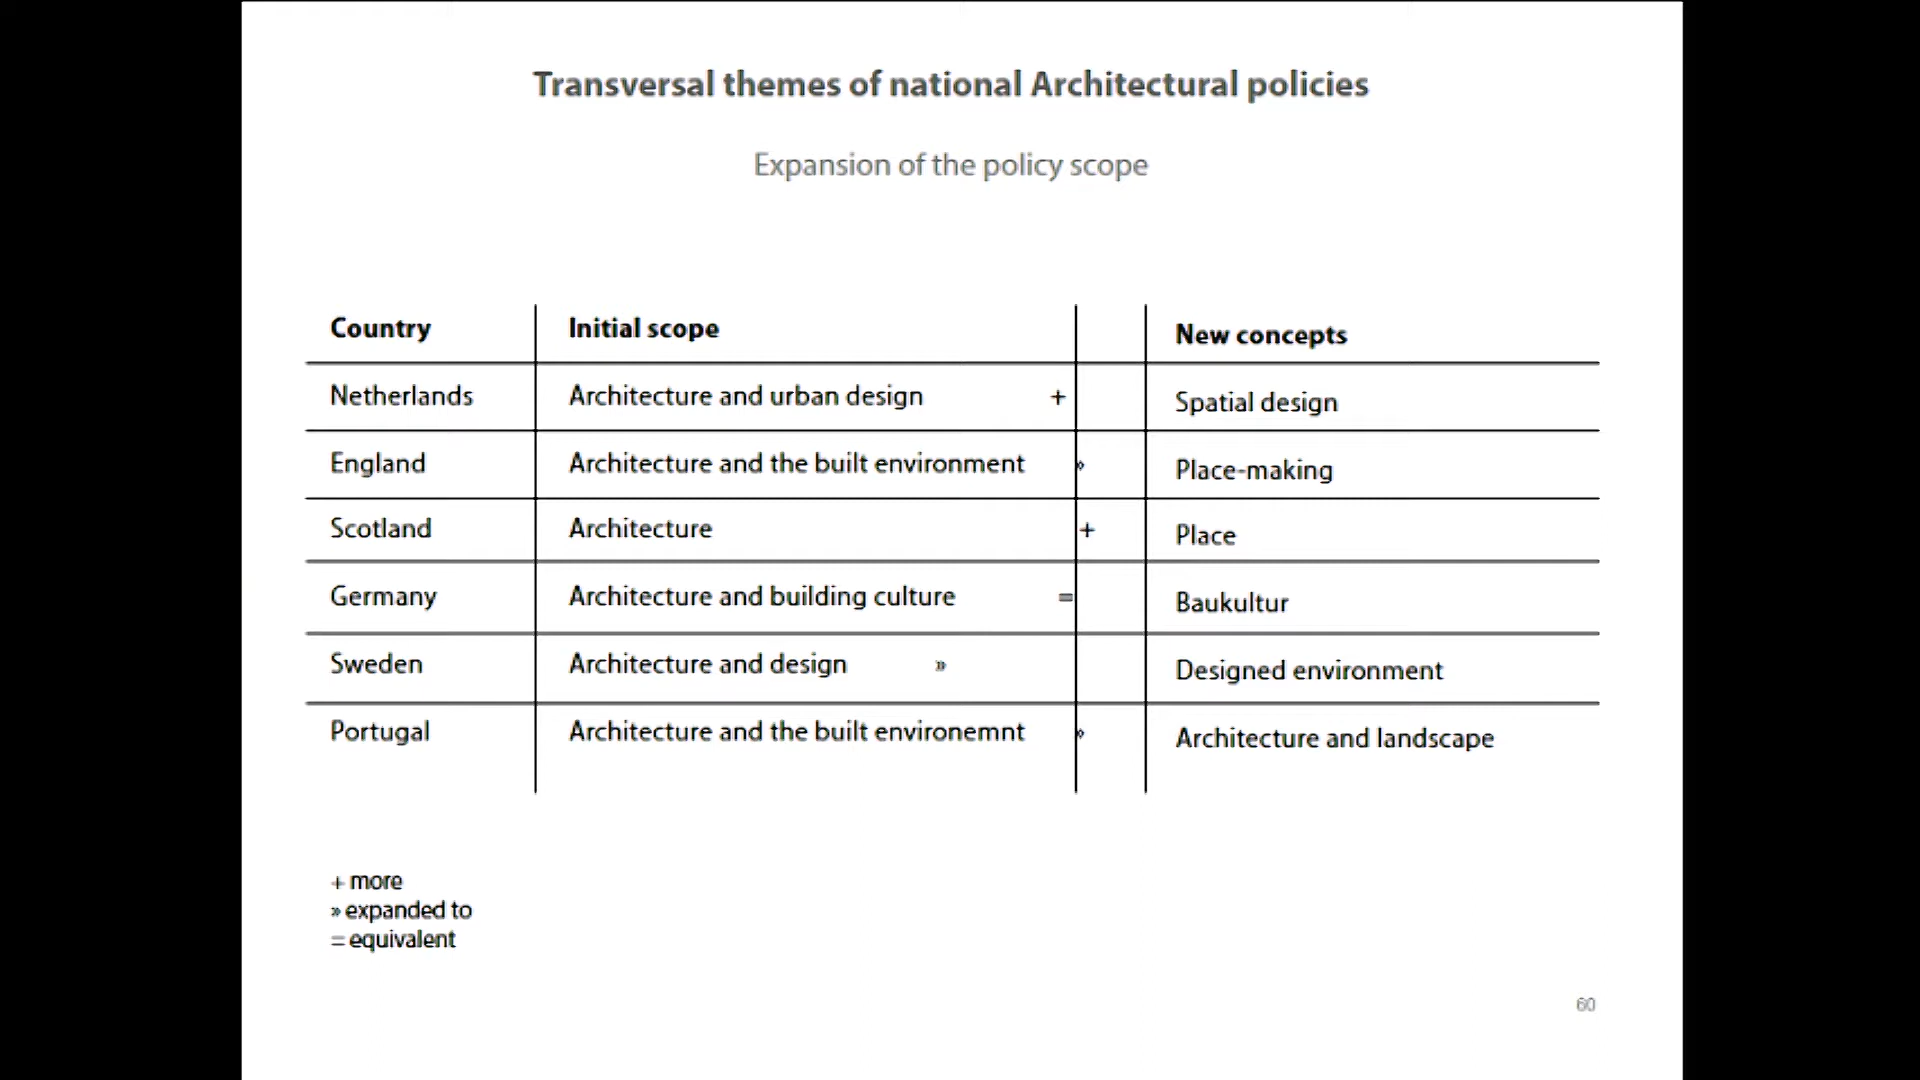 Transversal themes of national Architectural policies
Expansion of the policy scope
Country Initial scope New concepts
Netherlands Architecture and urban design + Spatial design
England Architecture and the built environment » Place-making
Scotland Architecture + Place
Germany Architecture and building culture = Baukultur
Sweden Architecture and design » Designed environment
Portugal Architecture and the built environemnt » Architecture and landscape
+ more
» expanded to
= equivalent
60